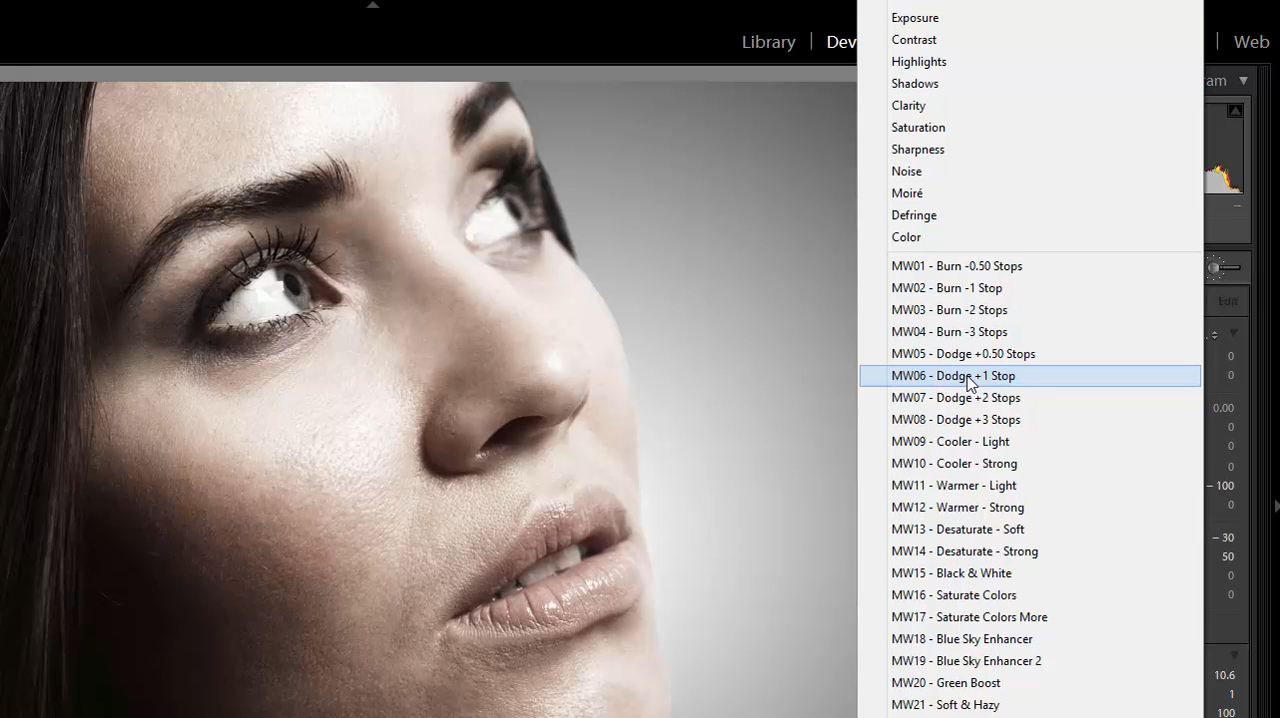 Library | Dev
| Web
Exposure
Contrast
Highlights
Shadows
Clarity
Saturation
Sharpness
Noise
Moiré
Defringe
Color
MW01 - Burn -0.50 Stops
MW02 - Burn -1 Stop
MW03 - Burn -2 Stops
MW04 - Burn -3 Stops
MW05 - Dodge +0.50 Stops
MW06 - Dodge +1 Stop
MW07 - Dodge +2 Stops
MW08 - Dodge +3 Stops
MW09 - Cooler - Light
MW10 - Cooler - Strong
MW11 - Warmer - Light
MW12 - Warmer - Strong
MW13 - Desaturate - Soft
MW14 - Desaturate - Strong
MW15 - Black & White
MW16 - Saturate Colors
MW17 - Saturate Colors More
MW18 - Blue Sky Enhancer
MW19 - Blue Sky Enhancer 2
MW20 - Green Boost
MW21 - Soft & Hazy
ram
Edit
0
0
0.00
0
0
0
0
– 100
0
– 30
50
0
0
10.6
1
100